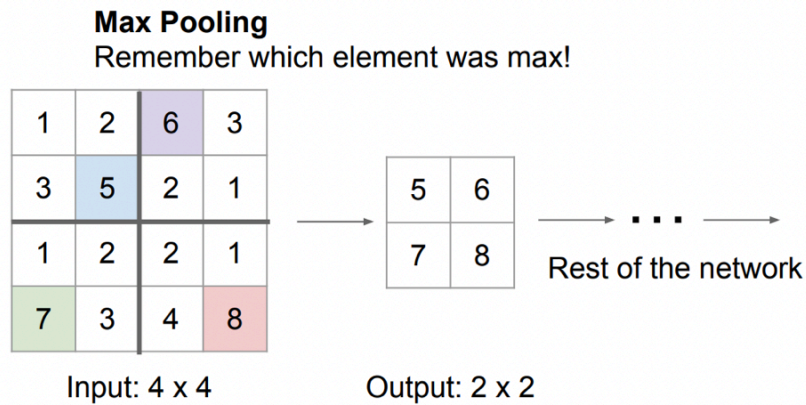 Max Pooling
Remember which element was max!
1 2 6 3
3 5 2 1
1 2 2 1
7 3 4 8
5 6
7 8
...
Rest of the network
Input: 4 x 4
Output: 2 x 2